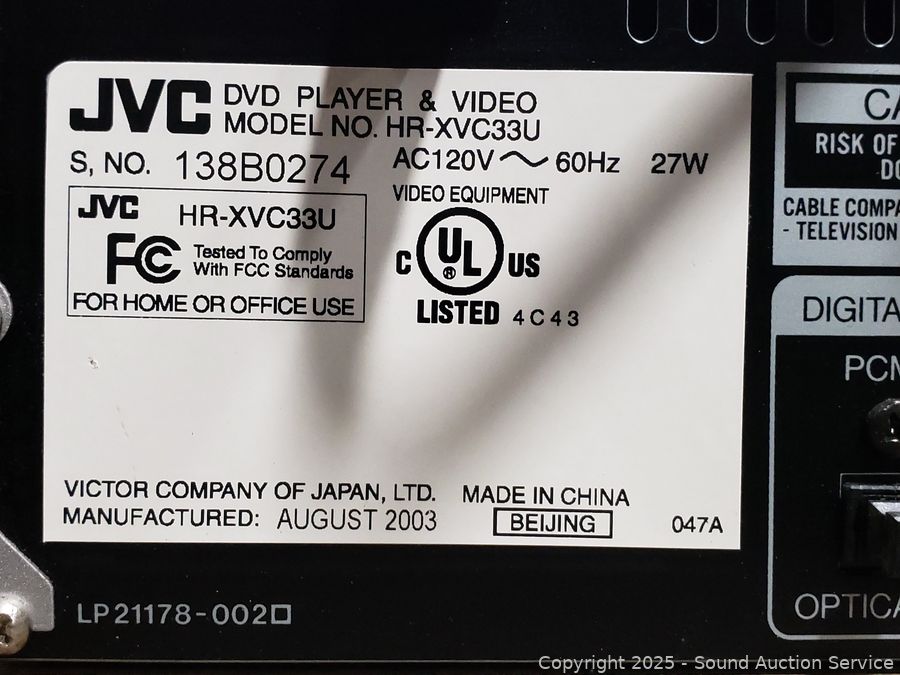 JVC DVD PLAYER & VIDEO
MODEL NO. HR-XVC33U
S, NO. 138B0274 AC120V ~ 60Hz 27W
VIDEO EQUIPMENT
JVC HR-XVC33U
FC Tested To Comply
With FCC Standards
FOR HOME OR OFFICE USE
C UL ® US
LISTED 4C43
VICTOR COMPANY OF JAPAN, LTD. MADE IN CHINA
MANUFACTURED: AUGUST 2003 BEIJING 047A
LP21178-002□
RISK OF
CABLE COMPA
- TELEVISION
DIGITA
PCM
OPTICA
Copyright 2025 - Sound Auction Service